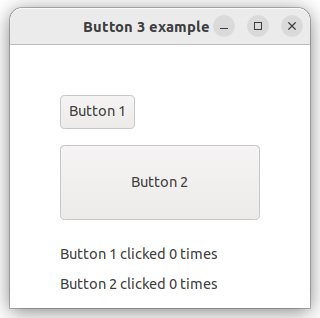 Button 3 example
Button 1
Button 2
Button 1 clicked 0 times
Button 2 clicked 0 times